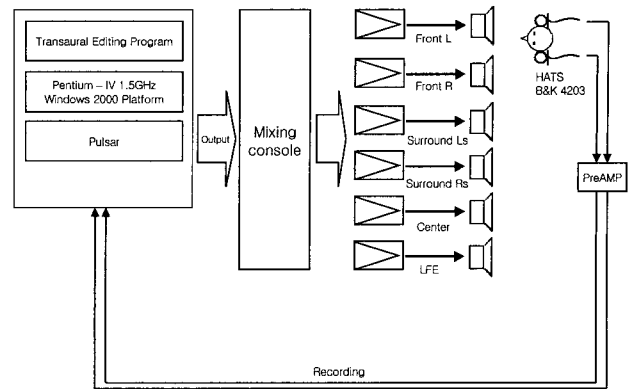 Transaural Editing Program
Pentium – IV 1.5GHz
Windows 2000 Platform
Pulsar
Output
Mixing
console
Front L
Front R
Surround Ls
Surround Rs
Center
LFE
HATS
B&K 4203
PreAMP
Recording